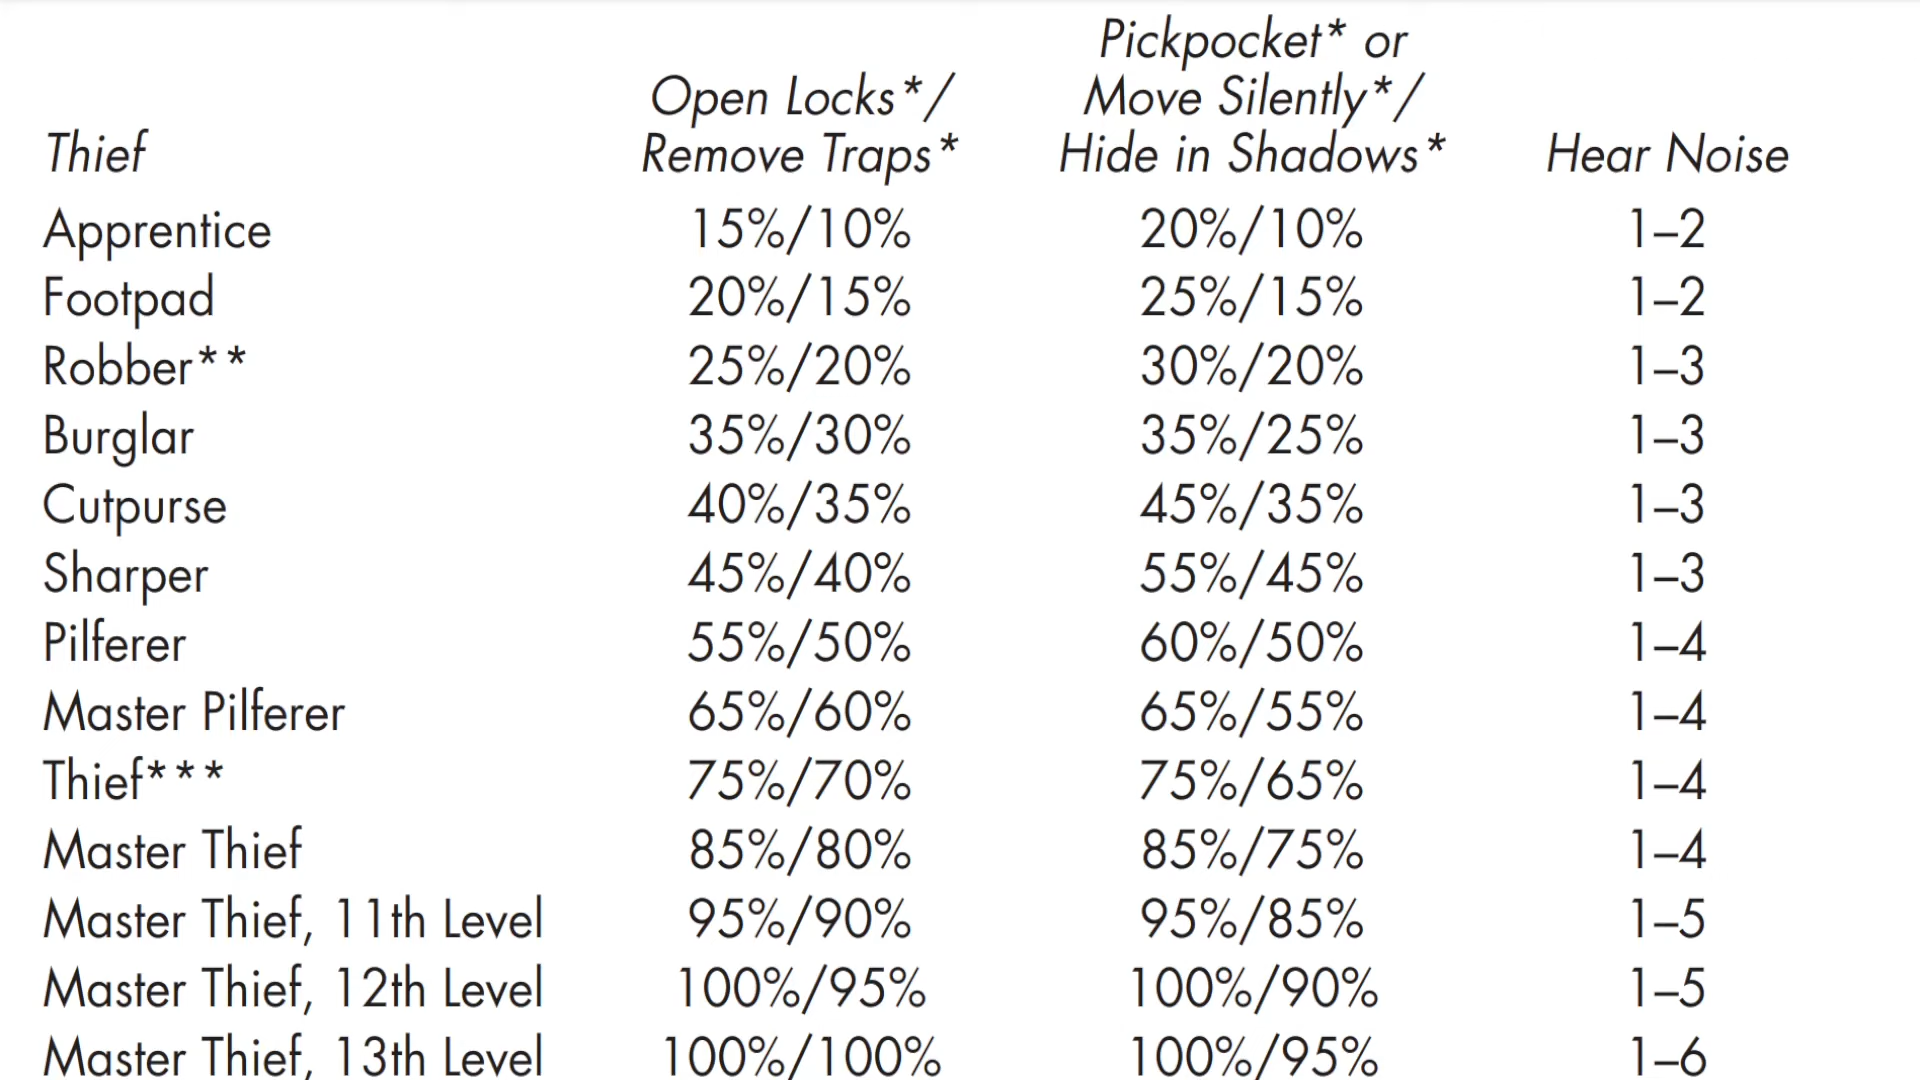 Thief Open Locks*/ Remove Traps* Pickpocket* or Move Silently*/ Hide in Shadows* Hear Noise
Apprentice 15%/10% 20%/10% 1–2
Footpad 20%/15% 25%/15% 1–2
Robber** 25%/20% 30%/20% 1–3
Burglar 35%/30% 35%/25% 1–3
Cutpurse 40%/35% 45%/35% 1–3
Sharper 45%/40% 55%/45% 1–3
Pilferer 55%/50% 60%/50% 1–4
Master Pilferer 65%/60% 65%/55% 1–4
Thief*** 75%/70% 75%/65% 1–4
Master Thief 85%/80% 85%/75% 1–4
Master Thief, 11th Level 95%/90% 95%/85% 1–5
Master Thief, 12th Level 100%/95% 100%/90% 1–5
Master Thief, 13th Level 100%/100% 100%/95% 1–6